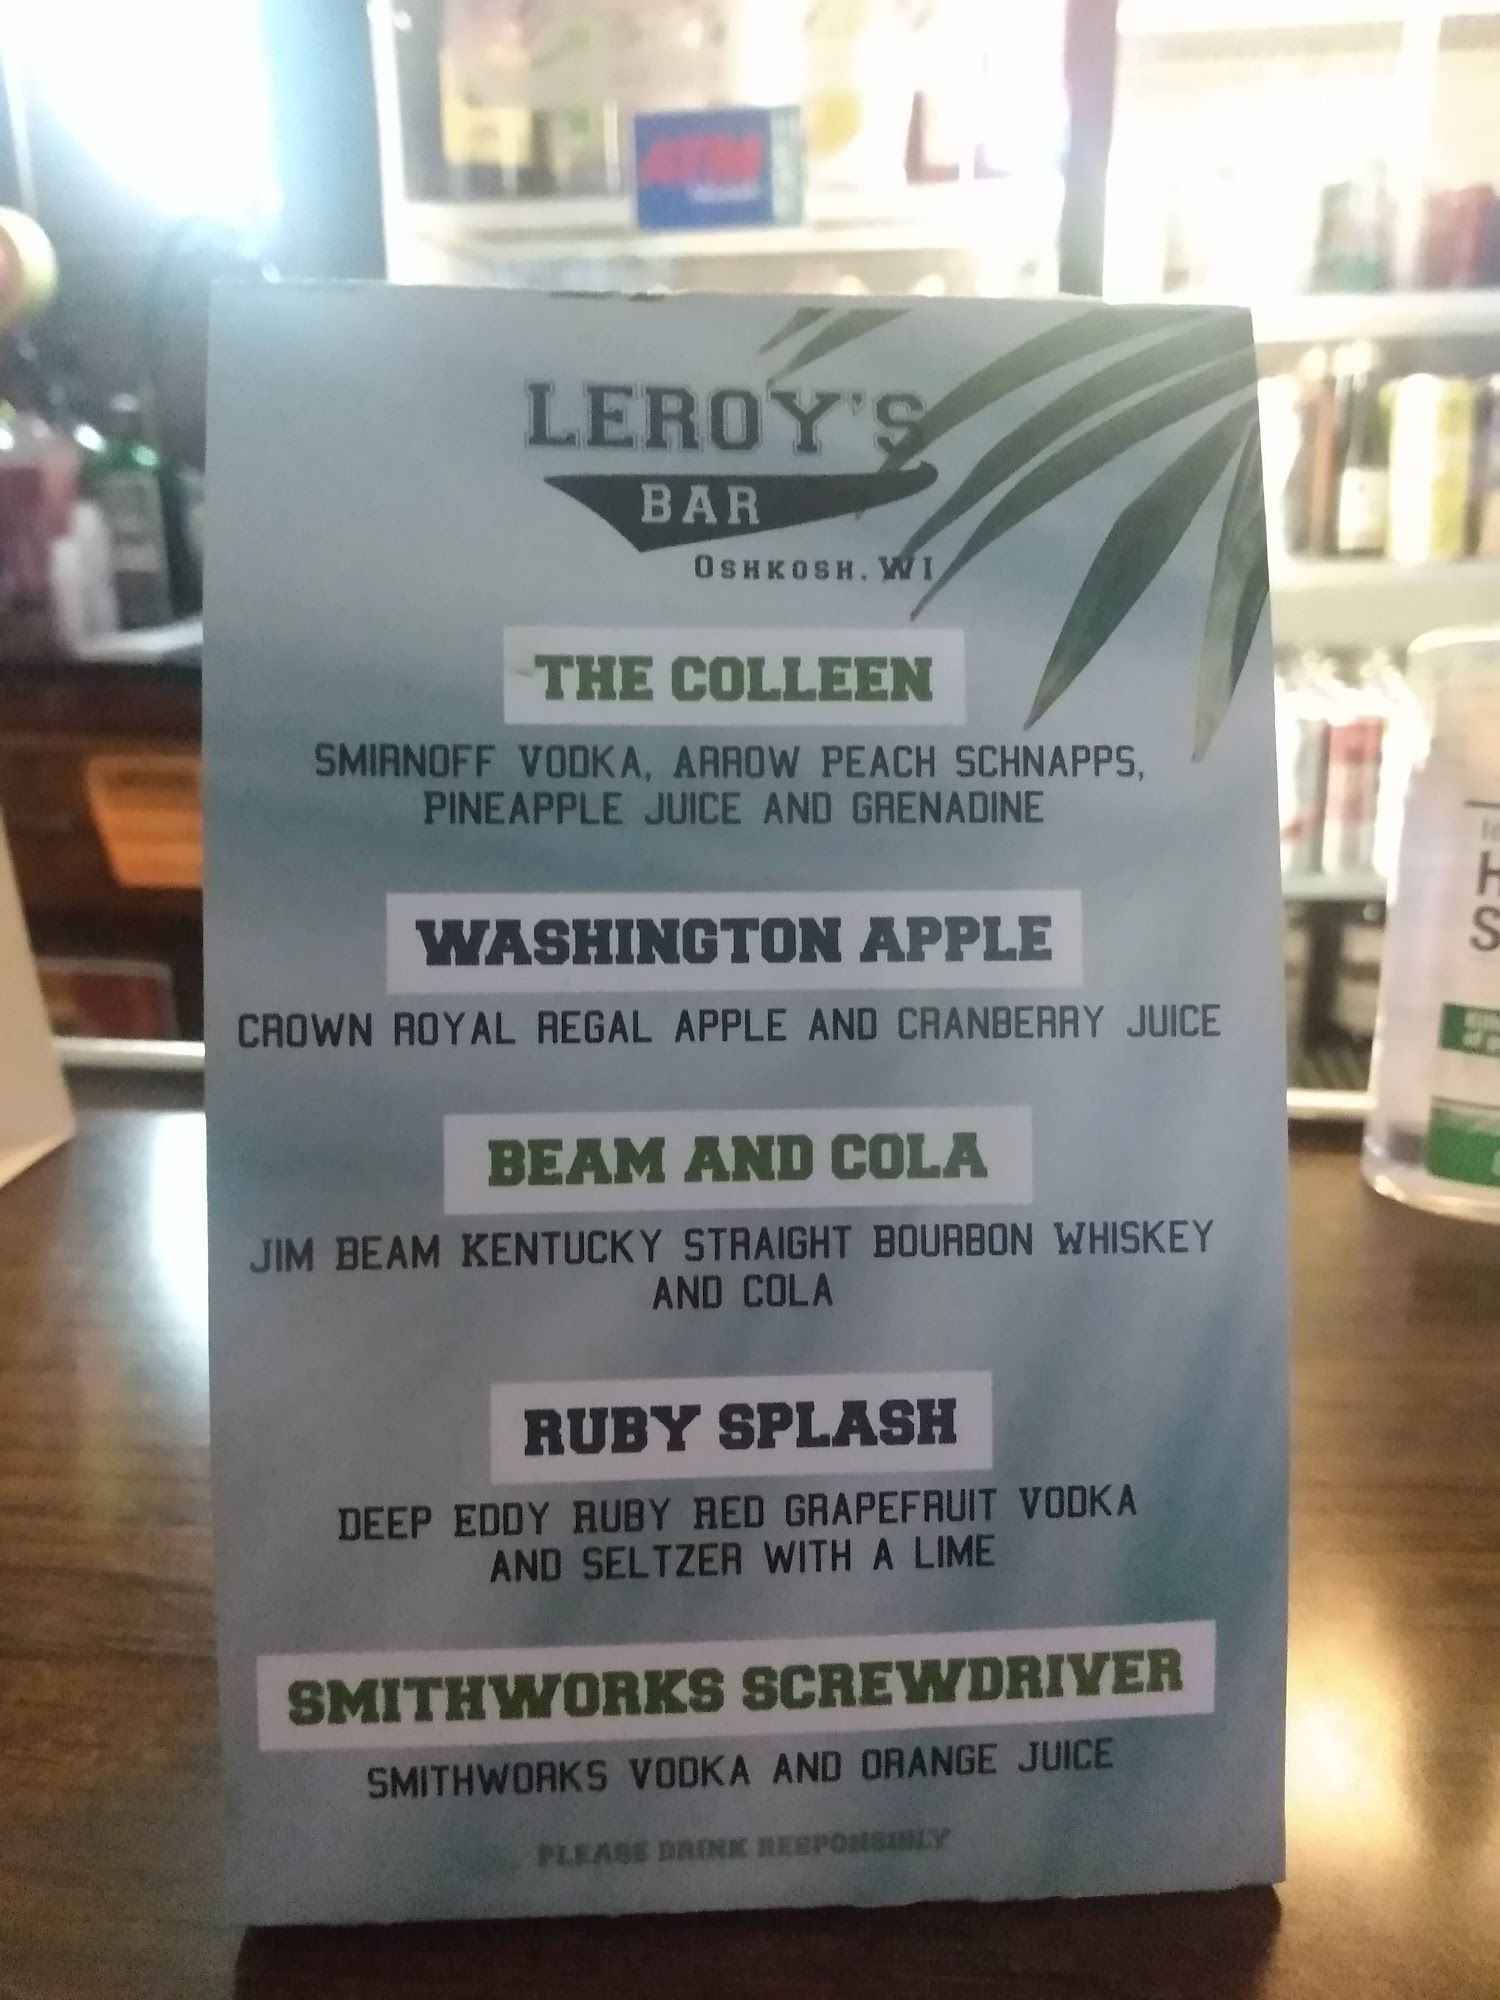 ATM
LEROY'S
BAR
OSHKOSH, WI
THE COLLEEN
SMIRNOFF VODKA, ARROW PEACH SCHNAPPS,
PINEAPPLE JUICE AND GRENADINE
WASHINGTON APPLE
CROWN ROYAL REGAL APPLE AND CRANBERRY JUICE
BEAM AND COLA
JIM BEAM KENTUCKY STRAIGHT BOURBON WHISKEY
AND COLA
RUBY SPLASH
DEEP EDDY RUBY RED GRAPEFRUIT VODKA
AND SELTZER WITH A LIME
SMITHWORKS SCREWDRIVER
SMITHWORKS VODKA AND ORANGE JUICE
PLEASE DRINK RESPONSIBLY